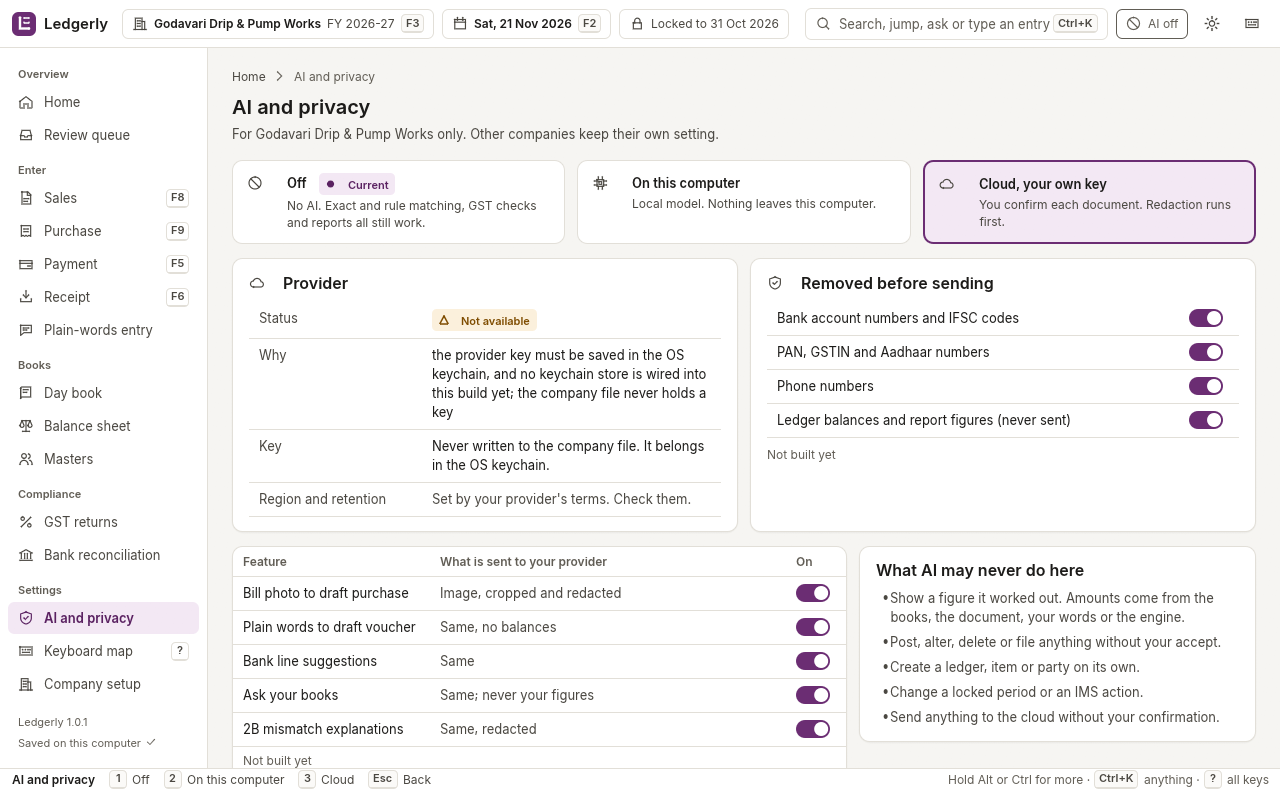 Ledgerly
Godavari Drip & Pump Works FY 2026-27 F3
Sat, 21 Nov 2026 F2
Locked to 31 Oct 2026
Search, jump, ask or type an entry Ctrl+K
AI off
Overview
Home
Review queue
Enter
Sales F8
Purchase F9
Payment F5
Receipt F6
Plain-words entry
Books
Day book
Balance sheet
Masters
Compliance
GST returns
Bank reconciliation
Settings
AI and privacy
Keyboard map ?
Company setup
Ledgerly 1.0.1
Saved on this computer
Home AI and privacy
AI and privacy
For Godavari Drip & Pump Works only. Other companies keep their own setting.
Off Current
No AI. Exact and rule matching, GST checks
and reports all still work.
On this computer
Local model. Nothing leaves this computer.
Cloud, your own key
You confirm each document. Redaction runs
first.
Provider
Status Not available
Why the provider key must be saved in the OS
keychain, and no keychain store is wired into
this build yet; the company file never holds a
key
Key Never written to the company file. It belongs
in the OS keychain.
Region and retention Set by your provider's terms. Check them.
Removed before sending
Bank account numbers and IFSC codes
PAN, GSTIN and Aadhaar numbers
Phone numbers
Ledger balances and report figures (never sent)
Not built yet
Feature What is sent to your provider On
Bill photo to draft purchase Image, cropped and redacted
Plain words to draft voucher Same, no balances
Bank line suggestions Same
Ask your books Same; never your figures
2B mismatch explanations Same, redacted
Not built yet
What AI may never do here
•Show a figure it worked out. Amounts come from the
books, the document, your words or the engine.
•Post, alter, delete or file anything without your accept.
•Create a ledger, item or party on its own.
•Change a locked period or an IMS action.
•Send anything to the cloud without your confirmation.
AI and privacy 1 Off 2 On this computer 3 Cloud Esc Back
Hold Alt or Ctrl for more · Ctrl+K anything · ? all keys